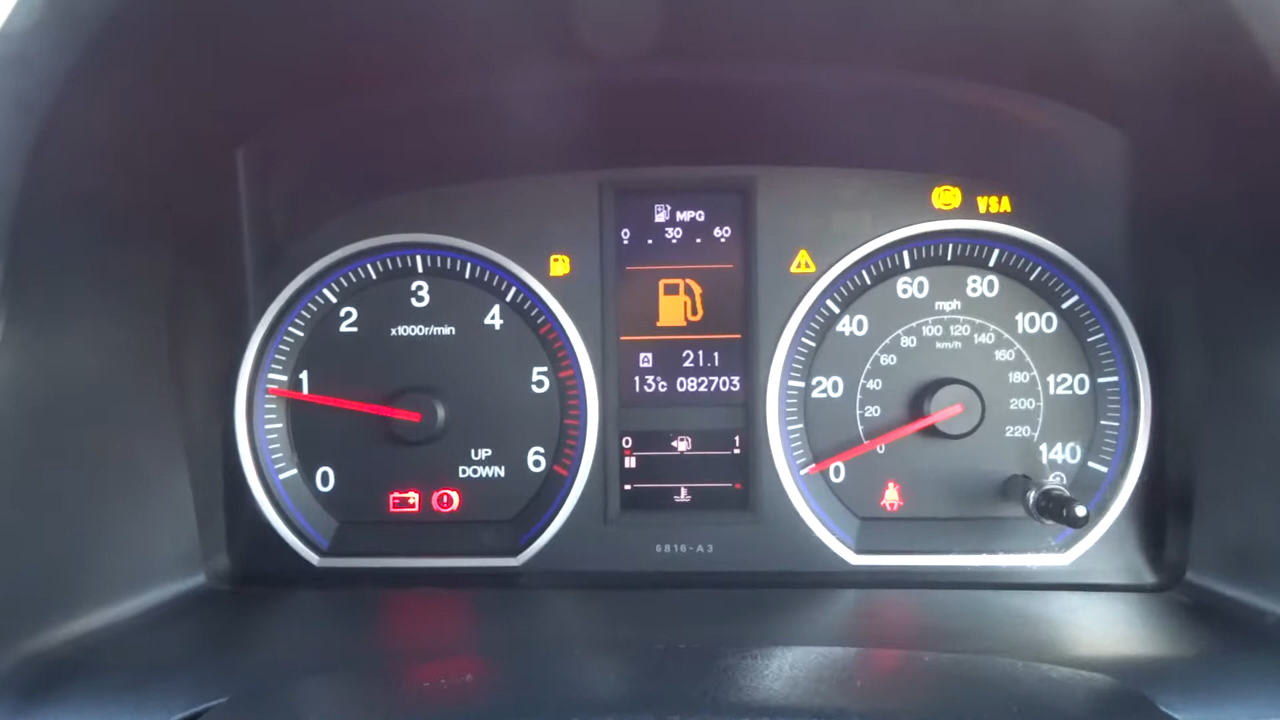 MPG
0 30 60
A 21.1
13°c 082703
0 1
6816-A3
0 1 2 3 4 5 6
x1000r/min
UP
DOWN
VSA
0 20 40 60 80 100 120 140
mph
0 20 40 60 80 100 120 140 160 180 200 220
km/h